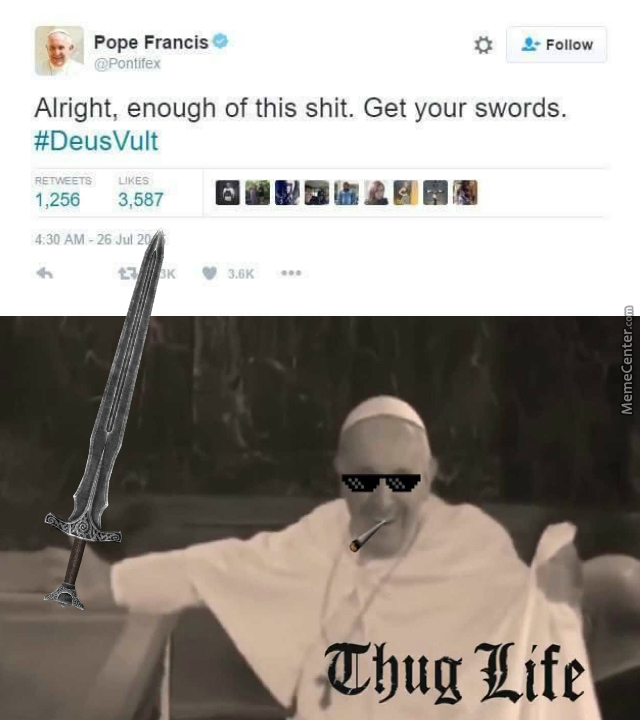 Pope Francis
@Pontifex
Follow
Alright, enough of this shit. Get your swords.
#DeusVult
RETWEETS LIKES
1,256 3,587
4:30 AM - 26 Jul
3.6K
MemeCenter.com
Thug Life